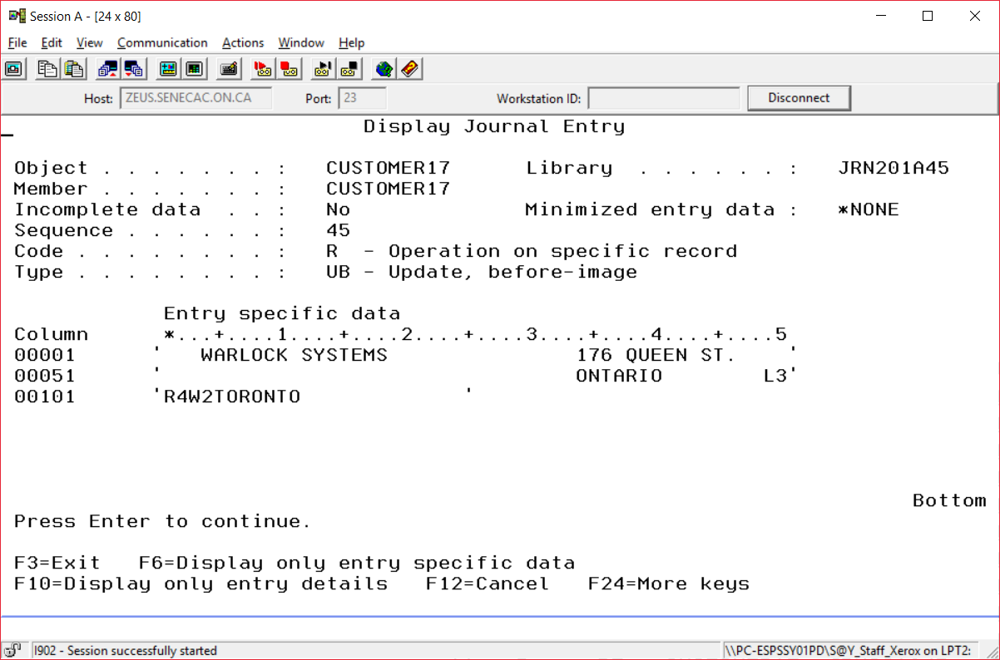 Session A - [24 x 80]
File Edit View Communication Actions Window Help
Host: ZEUS.SENECAC.ON.CA Port: 23 Workstation ID: Disconnect
Display Journal Entry
Object . . . . . . . : CUSTOMER17 Library . . . . . . : JRN201A45
Member . . . . . . . : CUSTOMER17
Incomplete data . . : No Minimized entry data : *NONE
Sequence . . . . . . : 45
Code . . . . . . . . : R - Operation on specific record
Type . . . . . . . . : UB - Update, before-image
Entry specific data
Column *...+....1....+....2....+....3....+....4....+....5
00001 ' WARLOCK SYSTEMS 176 QUEEN ST. '
00051 ' ONTARIO L3'
00101 'R4W2TORONTO '
Bottom
Press Enter to continue.
F3=Exit F6=Display only entry specific data
F10=Display only entry details F12=Cancel F24=More keys
I902 - Session successfully started \\PC-ESPSSY01PD\S@Y_Staff_Xerox on LPT2: